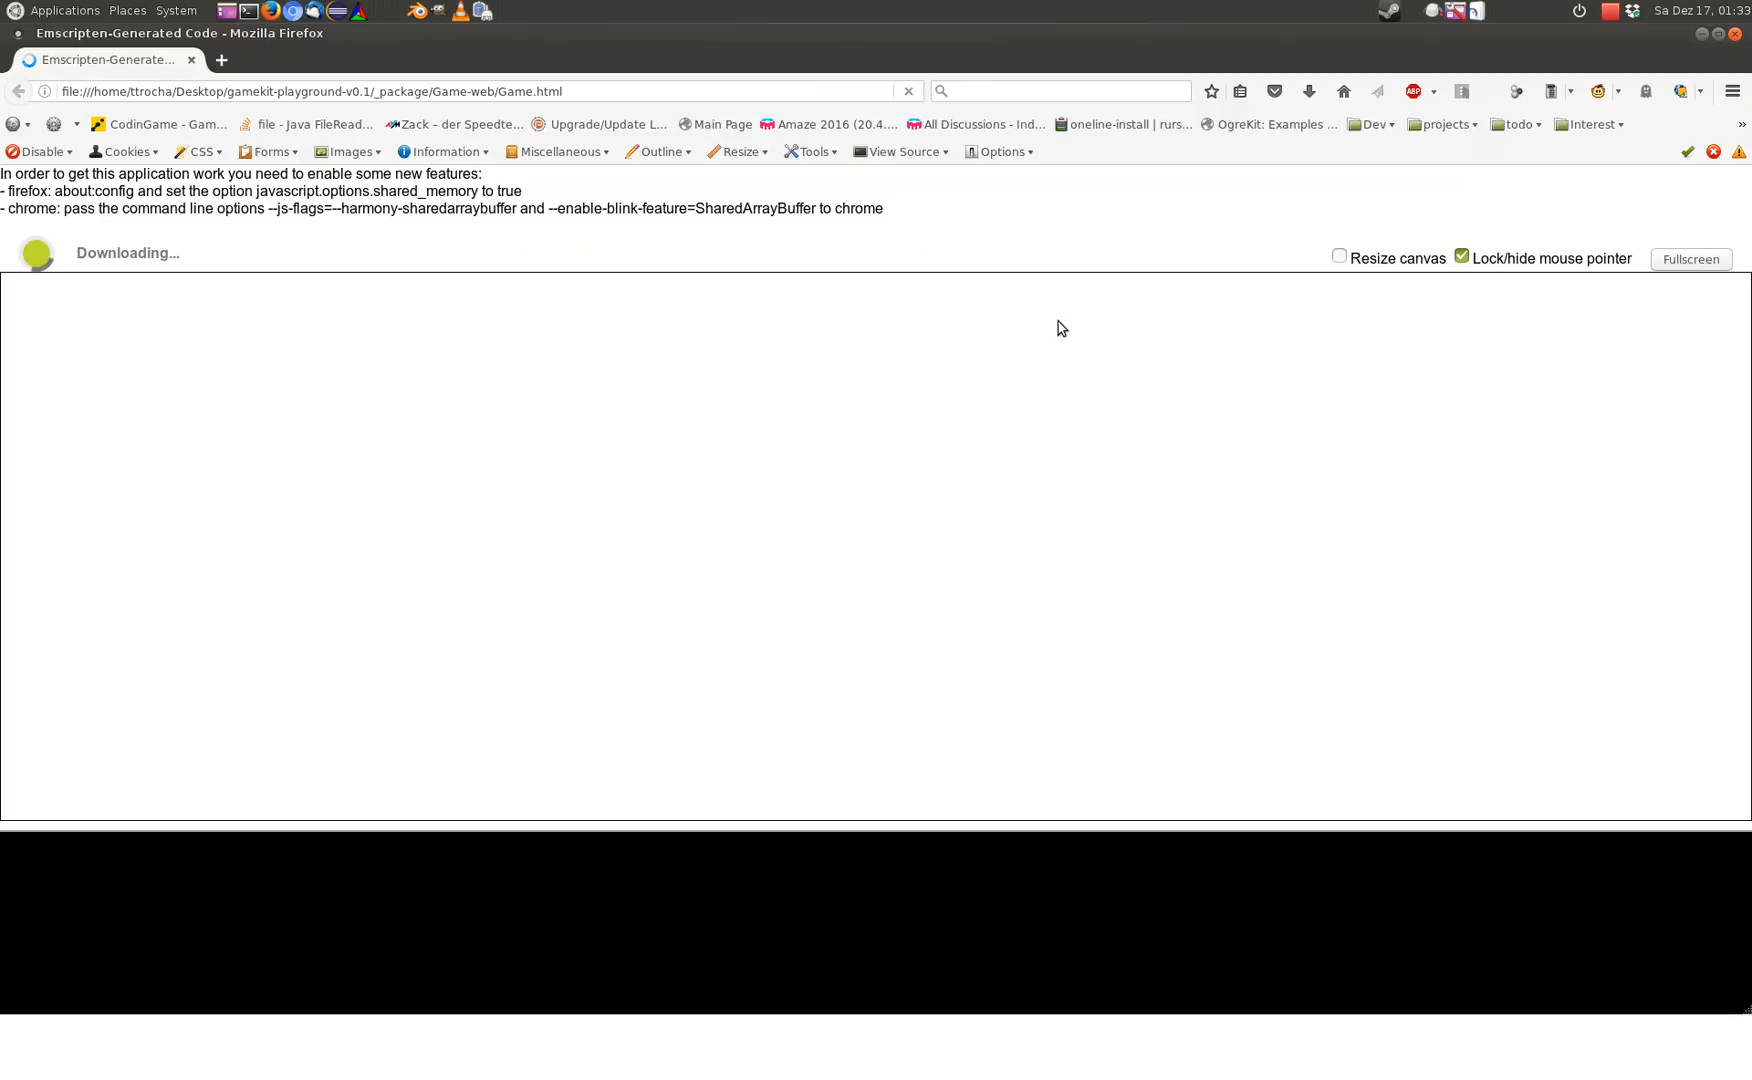 Applications Places System
Sa Dez 17, 01:33
Emscripten-Generated Code - Mozilla Firefox
Emscripten-Generate...
file:///home/ttrocha/Desktop/gamekit-playground-v0.1/_package/Game-web/Game.html
ABP
CodinGame - Gam... file - Java FileRead... Zack – der Speedte... Upgrade/Update L... Main Page Amaze 2016 (20.4.... All Discussions - Ind... oneline-install | rurs... OgreKit: Examples ... Dev projects todo Interest »
Disable Cookies CSS Forms Images Information Miscellaneous Outline Resize Tools View Source Options
In order to get this application work you need to enable some new features:
- firefox: about:config and set the option javascript.options.shared_memory to true
- chrome: pass the command line options --js-flags=--harmony-sharedarraybuffer and --enable-blink-feature=SharedArrayBuffer to chrome
Downloading...
Resize canvas Lock/hide mouse pointer Fullscreen